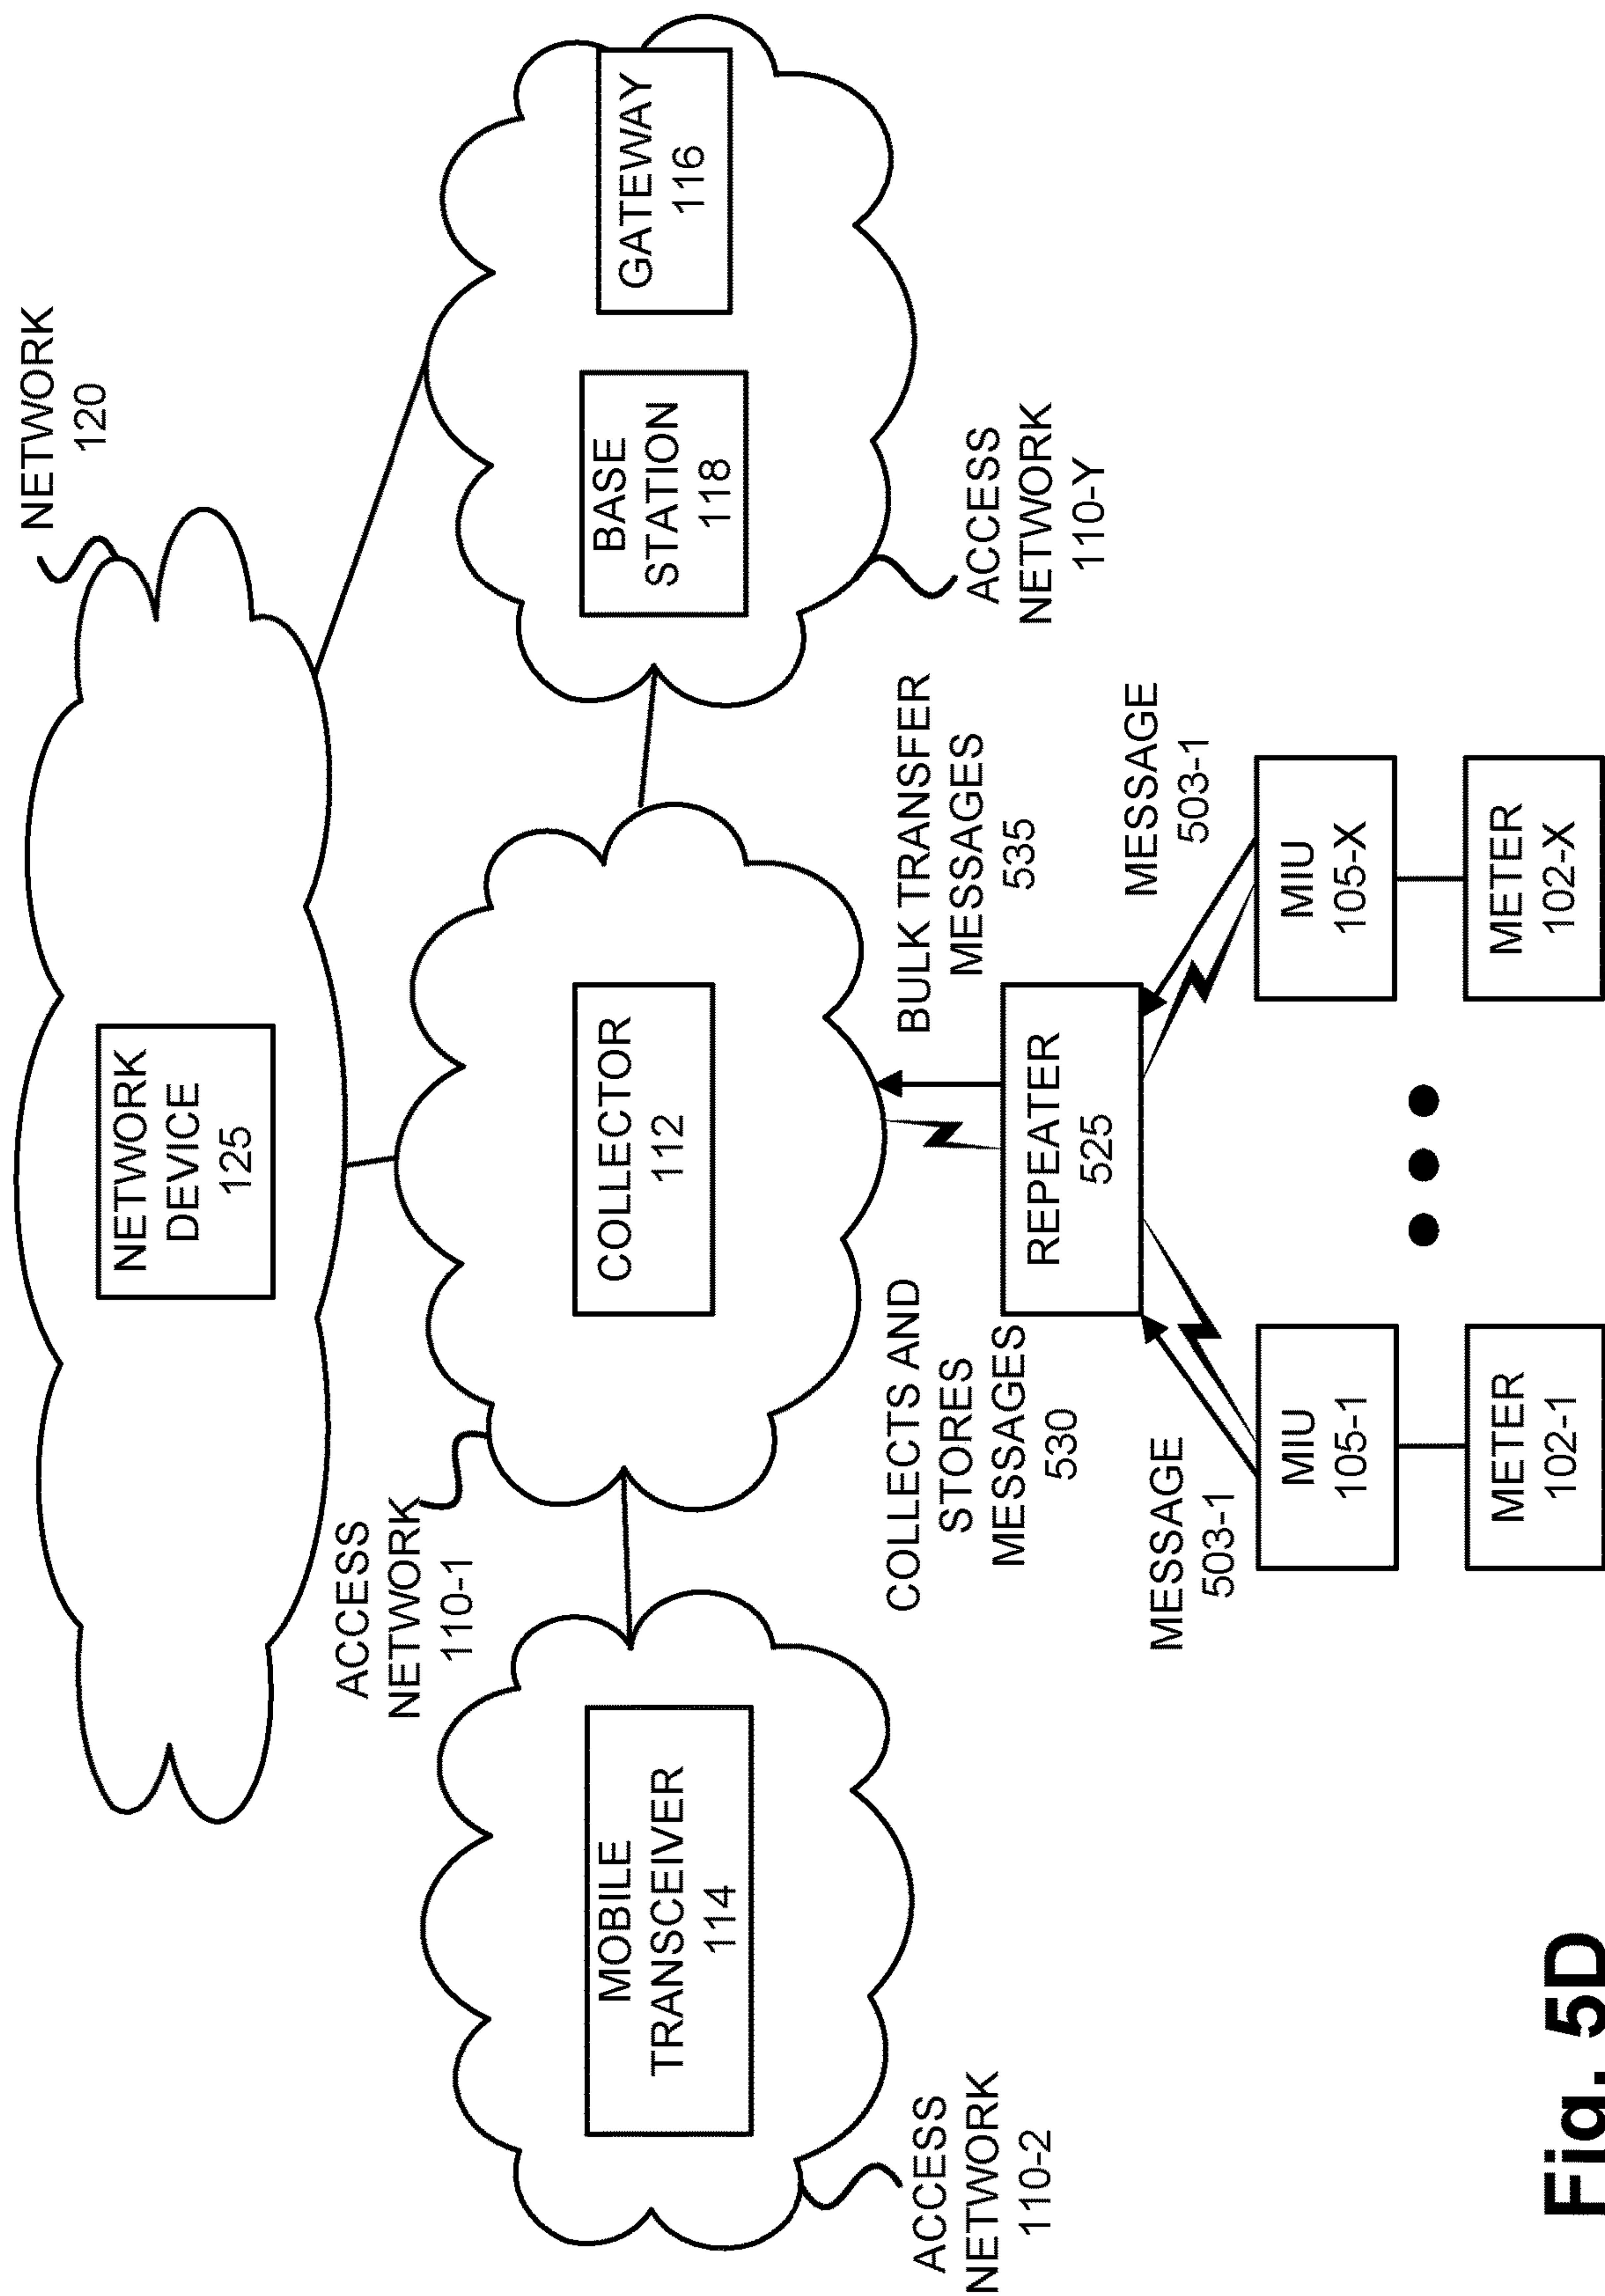 NETWORK
120
NETWORK
DEVICE
125
ACCESS
NETWORK
110-1
MOBILE
TRANSCEIVER
114
COLLECTOR
112
BASE
STATION
118
GATEWAY
116
ACCESS
NETWORK
110-2
COLLECTS AND
STORES
MESSAGES
530
BULK TRANSFER
MESSAGES
535
ACCESS
NETWORK
110-Y
REPEATER
525
MESSAGE
503-1
MESSAGE
503-1
MIU
105-1
MIU
105-X
METER
102-1
METER
102-X
Fig. 5D